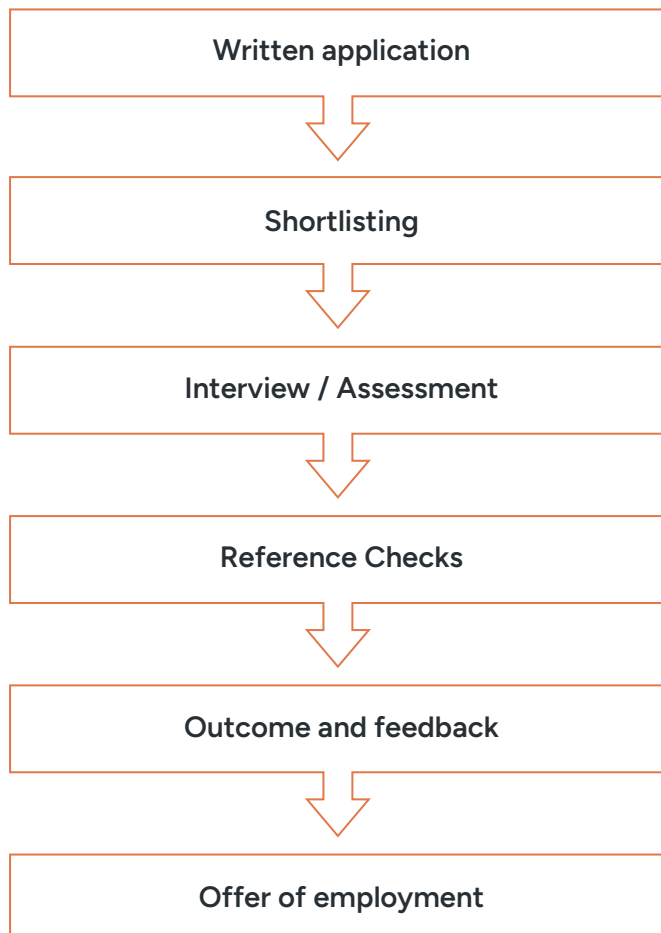 Written application
Shortlisting
Interview / Assessment
Reference Checks
Outcome and feedback
Offer of employment